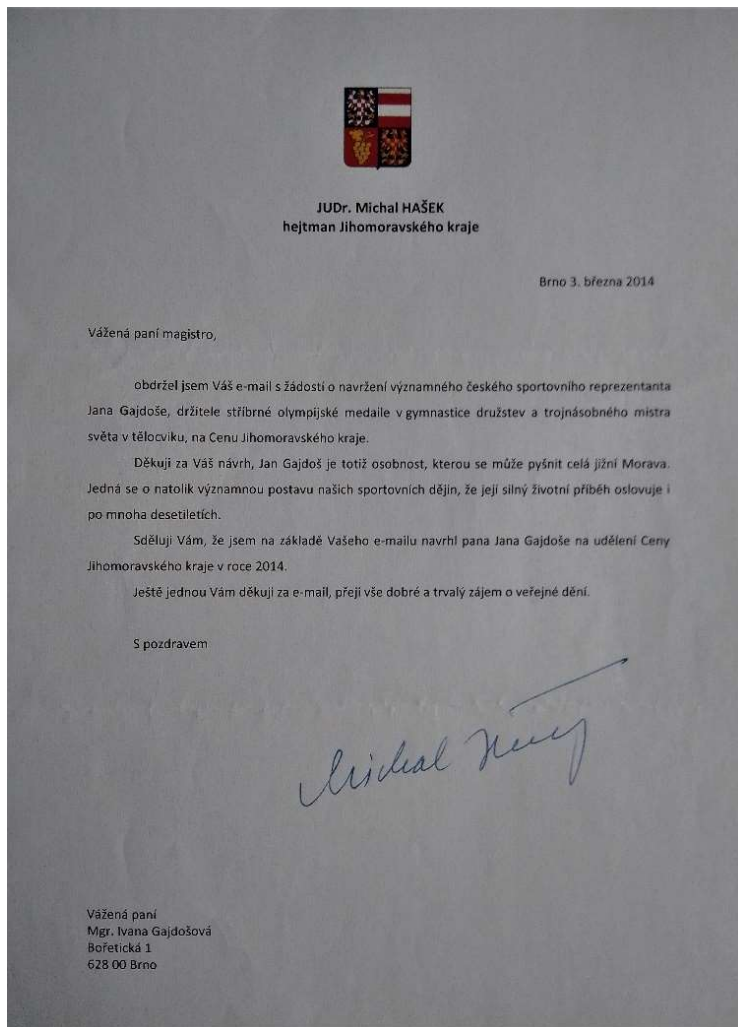 JUDr. Michal HAŠEK
hejtman Jihomoravského kraje
Brno 3. března 2014
Vážená paní magistro,
obdržel jsem Váš e-mail s žádostí o navržení významného českého sportovního reprezentanta
Jana Gajdoše, držitele stříbrné olympijské medaile v gymnastice družstev a trojnásobného mistra
světa v tělocviku, na Cenu Jihomoravského kraje.
Děkuji za Váš návrh, Jan Gajdoš je totiž osobnost, kterou se může pyšnit celá jižní Morava.
Jedná se o natolik významnou postavu našich sportovních dějin, že její silný životní příběh oslovuje i
po mnoha desetiletích.
Sděluji Vám, že jsem na základě Vašeho e-mailu navrhl pana Jana Gajdoše na udělení Ceny
Jihomoravského kraje v roce 2014.
Ještě jednou Vám děkuji za e-mail, přeji vše dobré a trvalý zájem o veřejné dění.
S pozdravem
Michal
Vážená paní
Mgr. Ivana Gajdošová
Bořetická 1
628 00 Brno